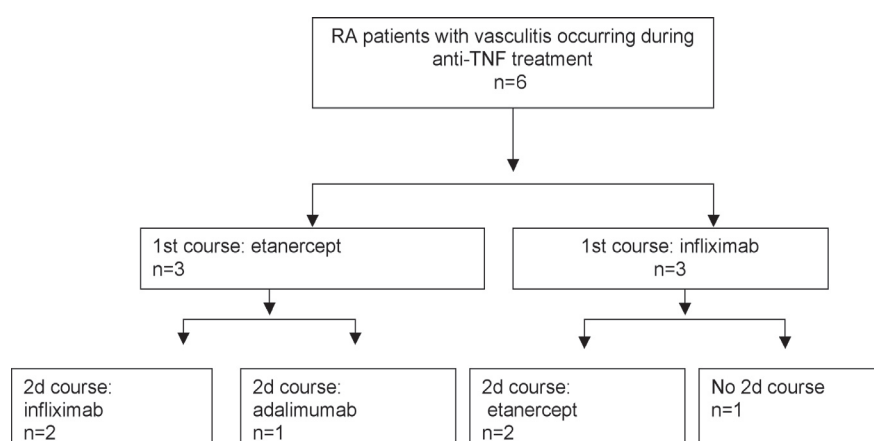 RA patients with vasculitis occurring during
anti-TNF treatment
n=6
1st course: etanercept
n=3
1st course: infliximab
n=3
2d course:
infliximab
n=2
2d course:
adalimumab
n=1
2d course:
etanercept
n=2
No 2d course
n=1